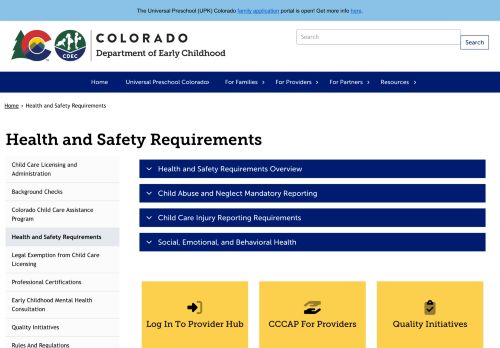 The Universal Preschool (UPK) Colorado family application portal is open! Get more info here.
COLORADO
Department of Early Childhood
CDEC
Search
Search
Home
Universal Preschool Colorado
For Families
For Providers
For Partners
Resources
Home › Health and Safety Requirements
Health and Safety Requirements
Child Care Licensing and
Administration
Background Checks
Colorado Child Care Assistance
Program
Health and Safety Requirements
Legal Exemption from Child Care
Licensing
Professional Certifications
Early Childhood Mental Health
Consultation
Quality Initiatives
Rules and Regulations
Health and Safety Requirements Overview
Child Abuse and Neglect Mandatory Reporting
Child Care Injury Reporting Requirements
Social, Emotional, and Behavioral Health
Log In To Provider Hub
CCCAP For Providers
Quality Initiatives